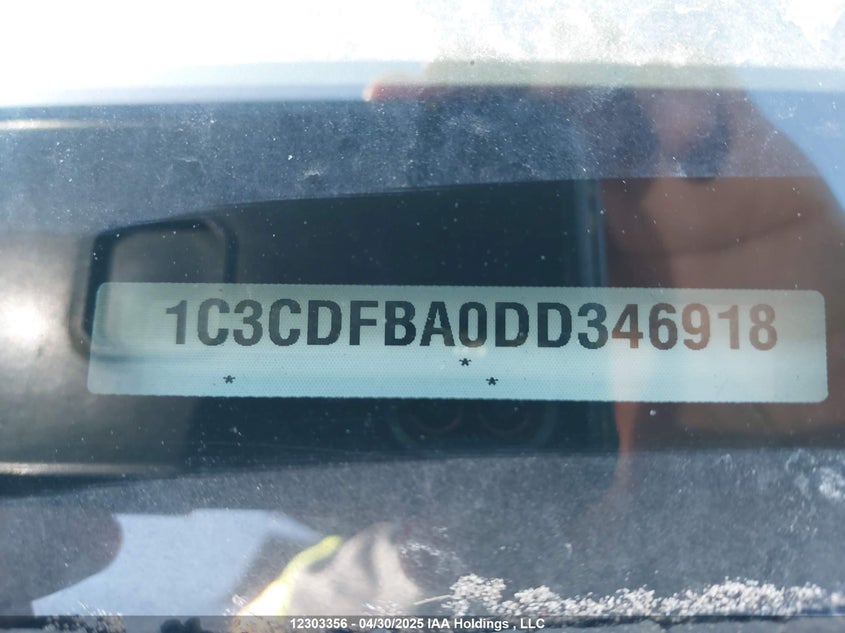 1C3CDFBA0DD346918
* * *
12303356 - 04/30/2025 IAA Holdings , LLC